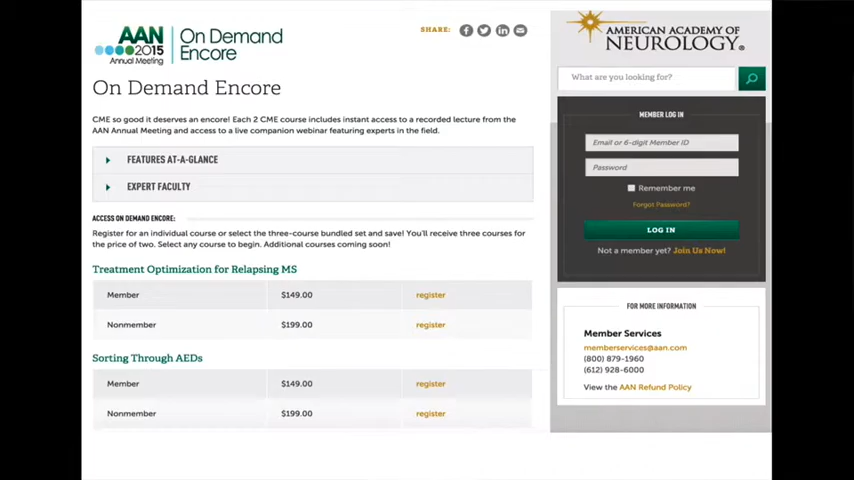 AAN
2015
Annual Meeting
On Demand
Encore
SHARE:
AMERICAN ACADEMY OF
NEUROLOGY®
On Demand Encore
CME so good it deserves an encore! Each 2 CME course includes instant access to a recorded lecture from the
AAN Annual Meeting and access to a live companion webinar featuring experts in the field.
FEATURES AT-A-GLANCE
EXPERT FACULTY
ACCESS ON DEMAND ENCORE:
Register for an individual course or select the three-course bundled set and save! You'll receive three courses for
the price of two. Select any course to begin. Additional courses coming soon!
Treatment Optimization for Relapsing MS
Member $149.00 register
Nonmember $199.00 register
Sorting Through AEDs
Member $149.00 register
Nonmember $199.00 register
What are you looking for?
MEMBER LOG IN
Email or 6-digit Member ID
Password
Remember me
Forgot Password?
LOG IN
Not a member yet? Join Us Now!
FOR MORE INFORMATION
Member Services
memberservices@aan.com
(800) 879-1960
(612) 928-6000
View the AAN Refund Policy